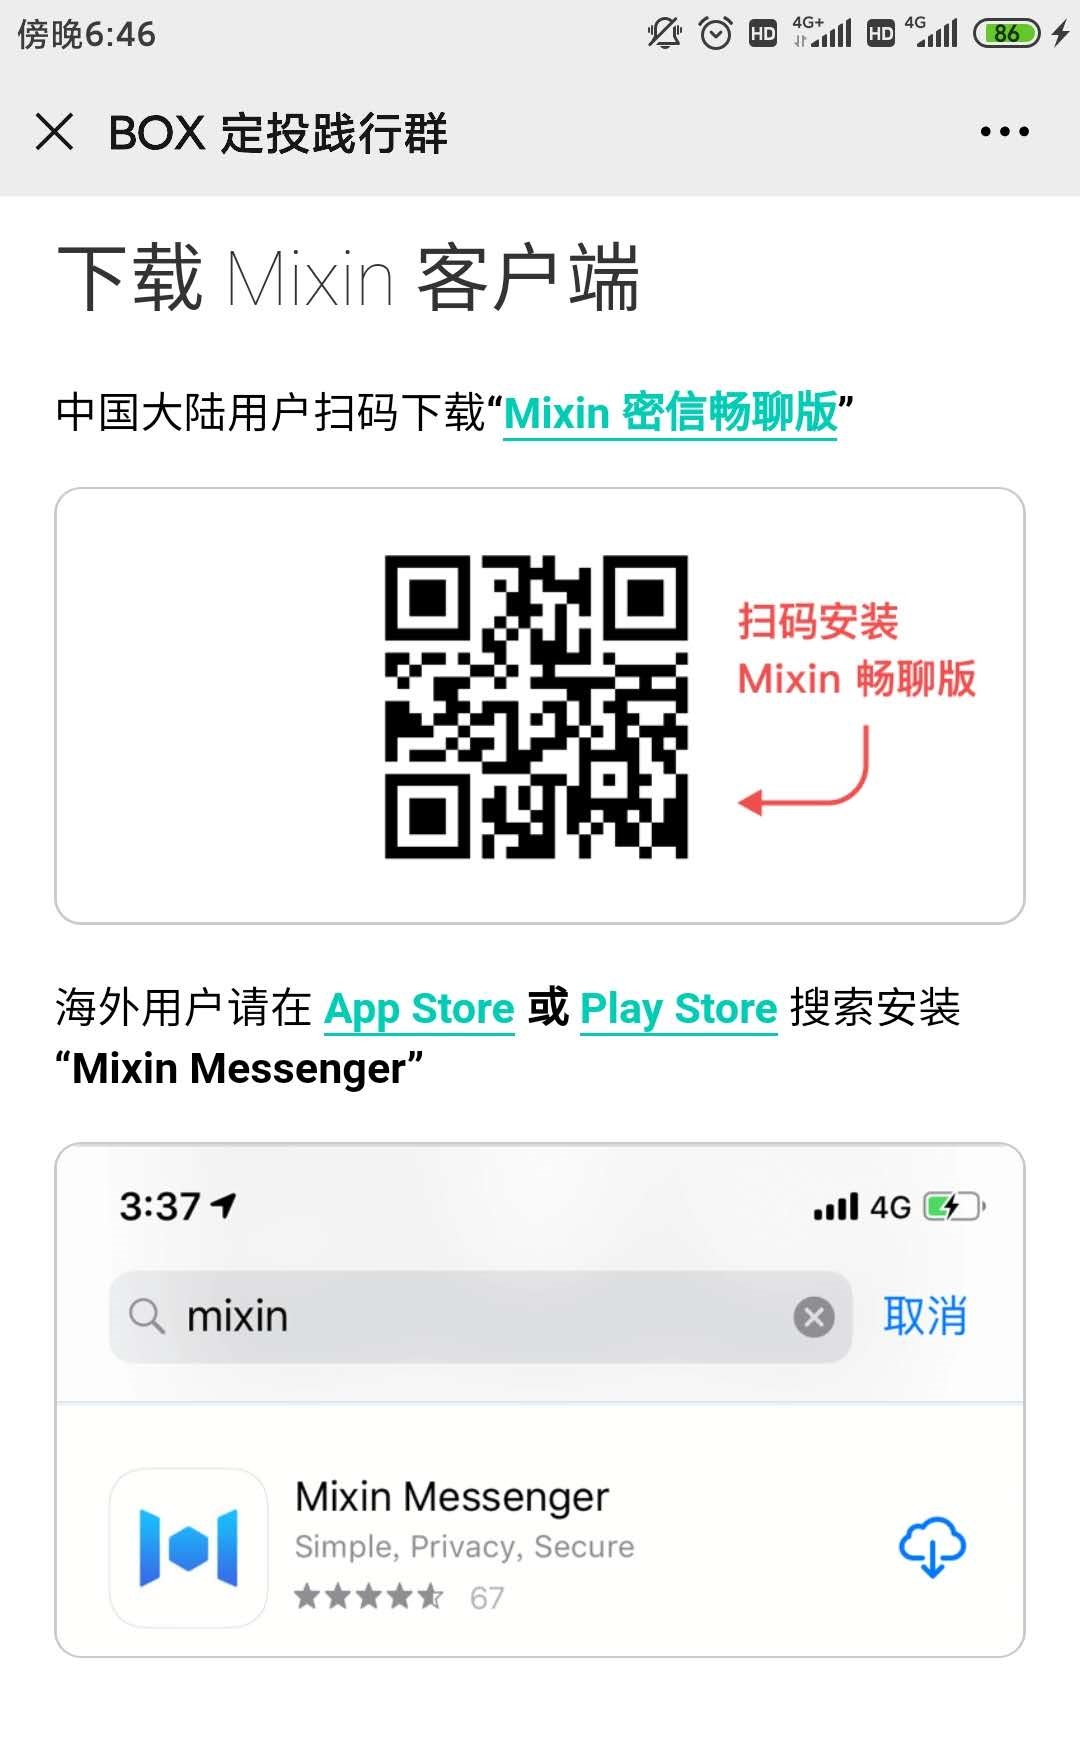 傍晚6:46
HD 4G+ HD 4G 86
BOX 定投践行群
下载 Mixin 客户端
中国大陆用户扫码下载“Mixin 密信畅聊版”
扫码安装
Mixin 畅聊版
海外用户请在 App Store 或 Play Store 搜索安装
“Mixin Messenger”
3:37 4G
mixin 取消
Mixin Messenger
Simple, Privacy, Secure
67